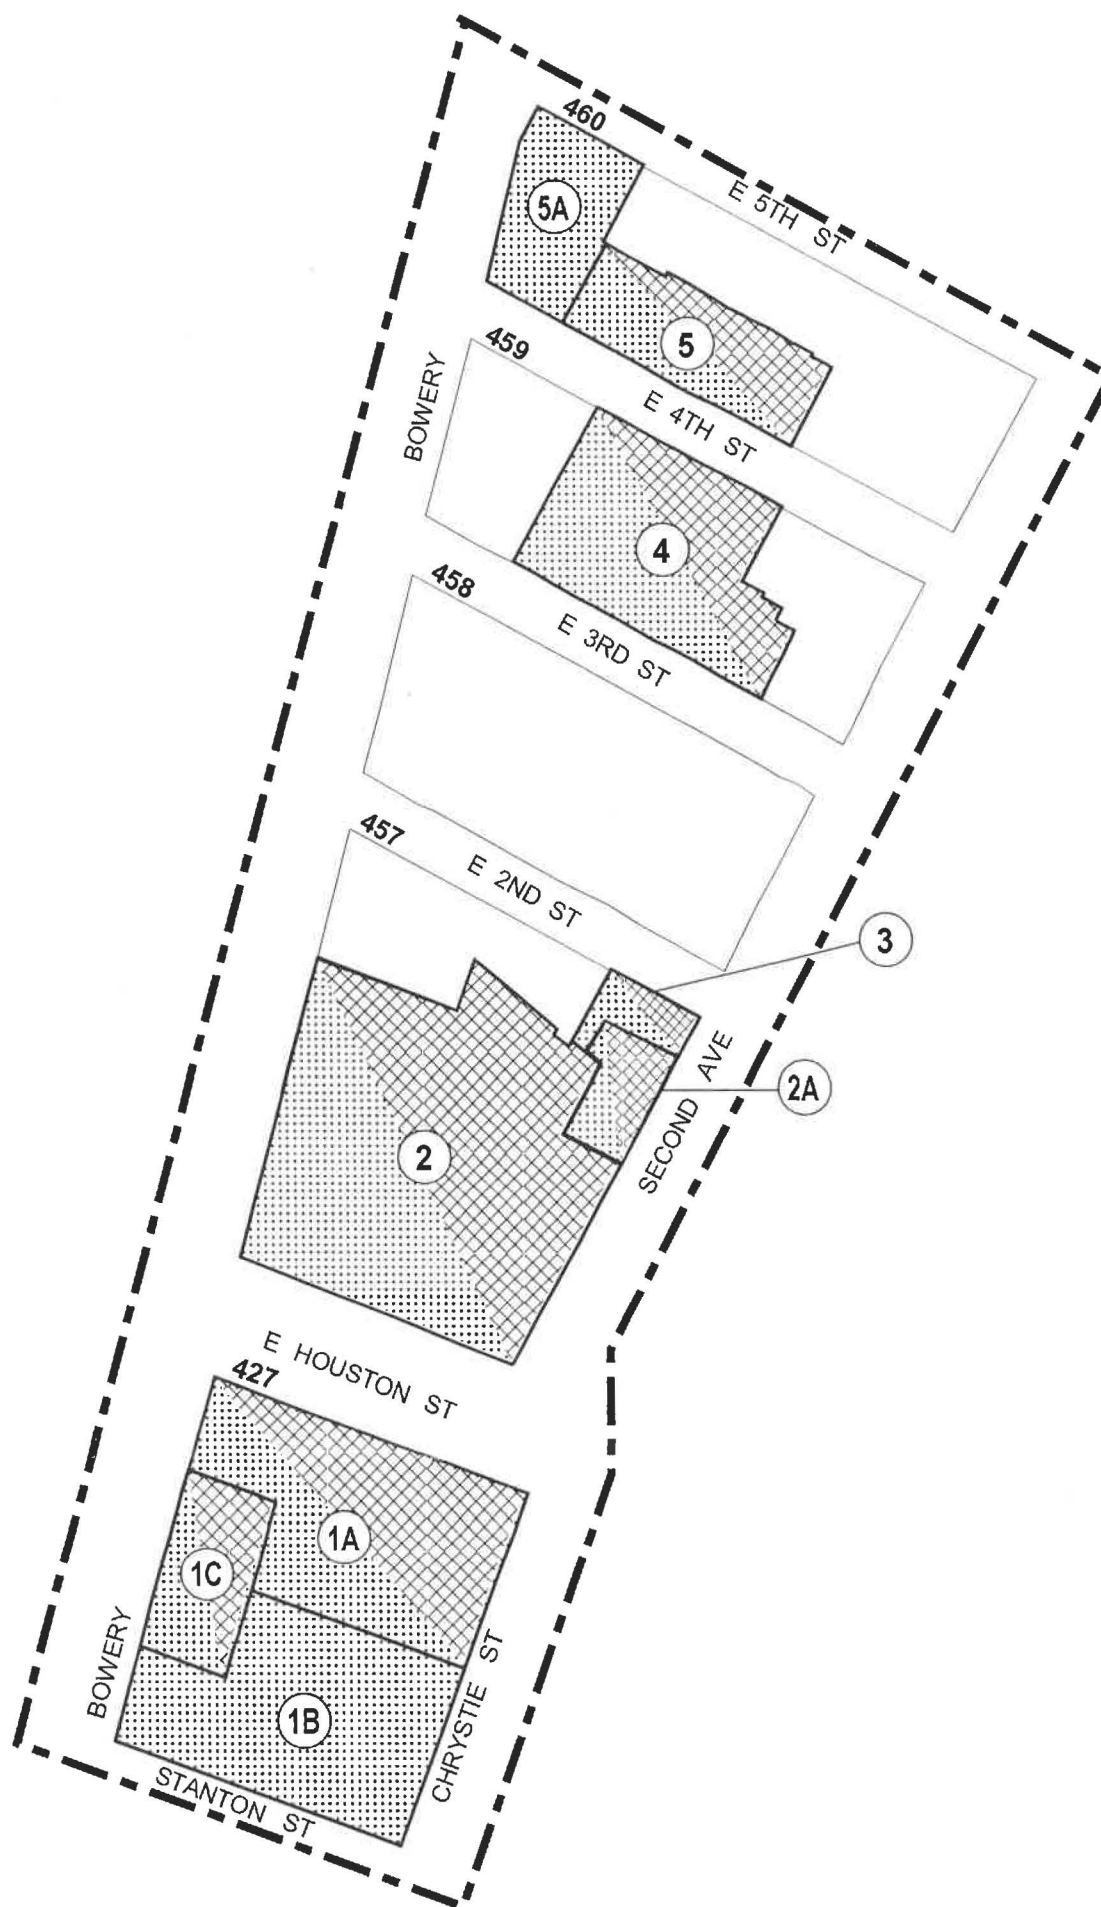 460
E 5TH ST
5A
5
459
BOWERY
E 4TH ST
4
458
E 3RD ST
457
E 2ND ST
3
SECOND AVE
2A
2
E HOUSTON ST
427
1A
1C
BOWERY
1B
CHRYSTIE ST
STANTON ST